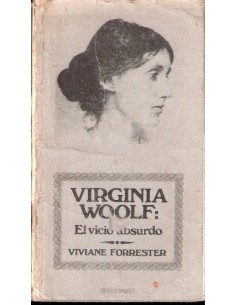 VIRGINIA
WOOLF:
El vicio absurdo
VIVIANE FORRESTER